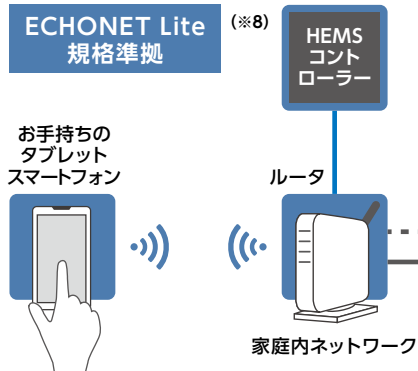 ECHONET Lite
規格準拠
(※8)
HEMS
コント
ローラー
お手持ちの
タブレット
スマートフォン
ルータ
家庭内ネットワーク